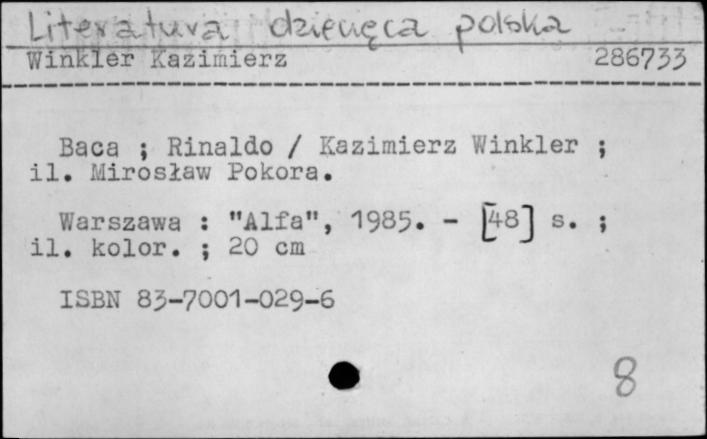 Literatura dziecięca polska
Winkler Kazimierz 286733
Baca ; Rinaldo / Kazimierz Winkler ;
il. Mirosław Pokora.
Warszawa : "Alfa", 1985. - [48] s. ;
il. kolor. ; 20 cm
ISBN 83-7001-029-6
8